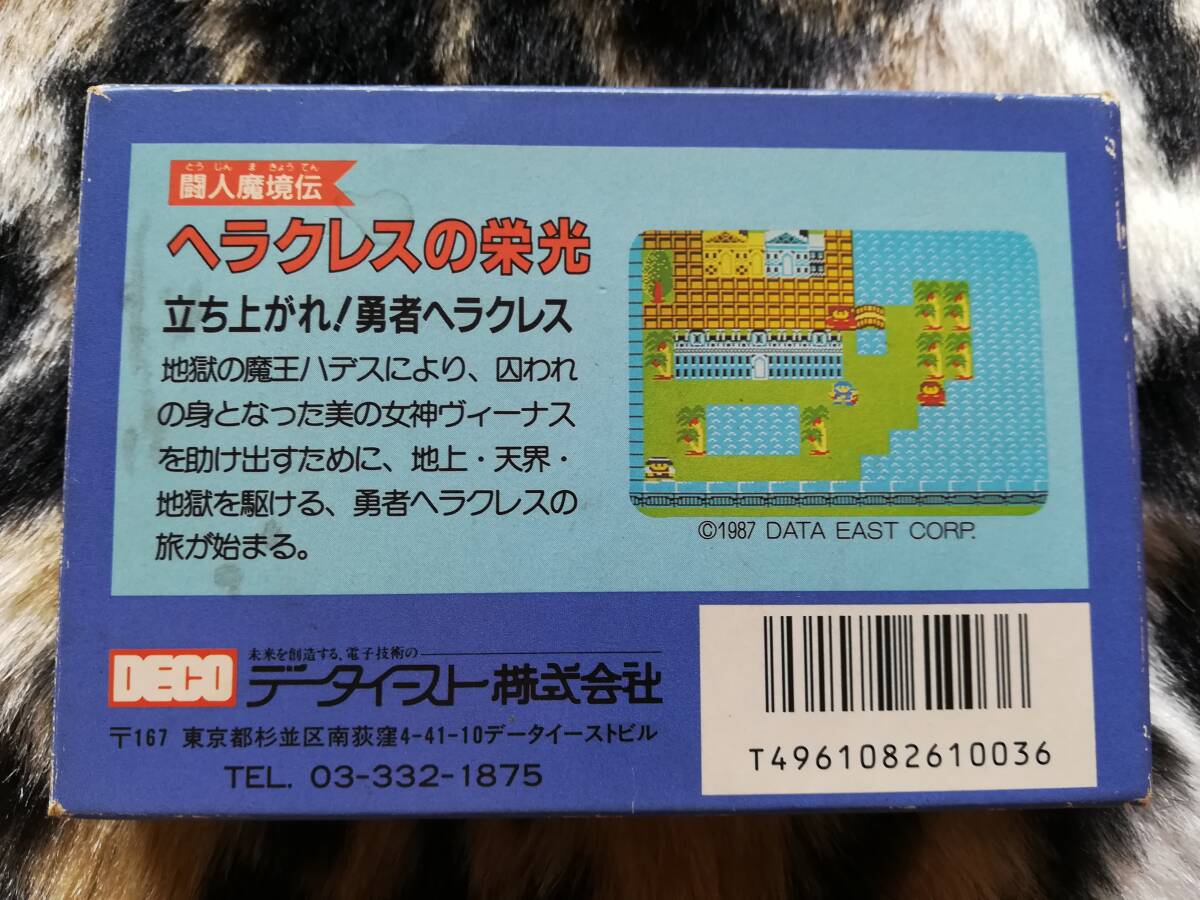 とうじんまきょうでん
闘人魔境伝
ヘラクレスの栄光
立ち上がれ!勇者ヘラクレス
地獄の魔王ハデスにより、囚われ
の身となった美の女神ヴィーナス
を助け出すために、地上・天界・
地獄を駆ける、勇者ヘラクレスの
旅が始まる。
©1987 DATA EAST CORP.
DECO
未来を創造する、電子技術の
データイースト株式会社
〒167 東京都杉並区南荻窪4-41-10データイーストビル
TEL. 03-332-1875
T4961082610036